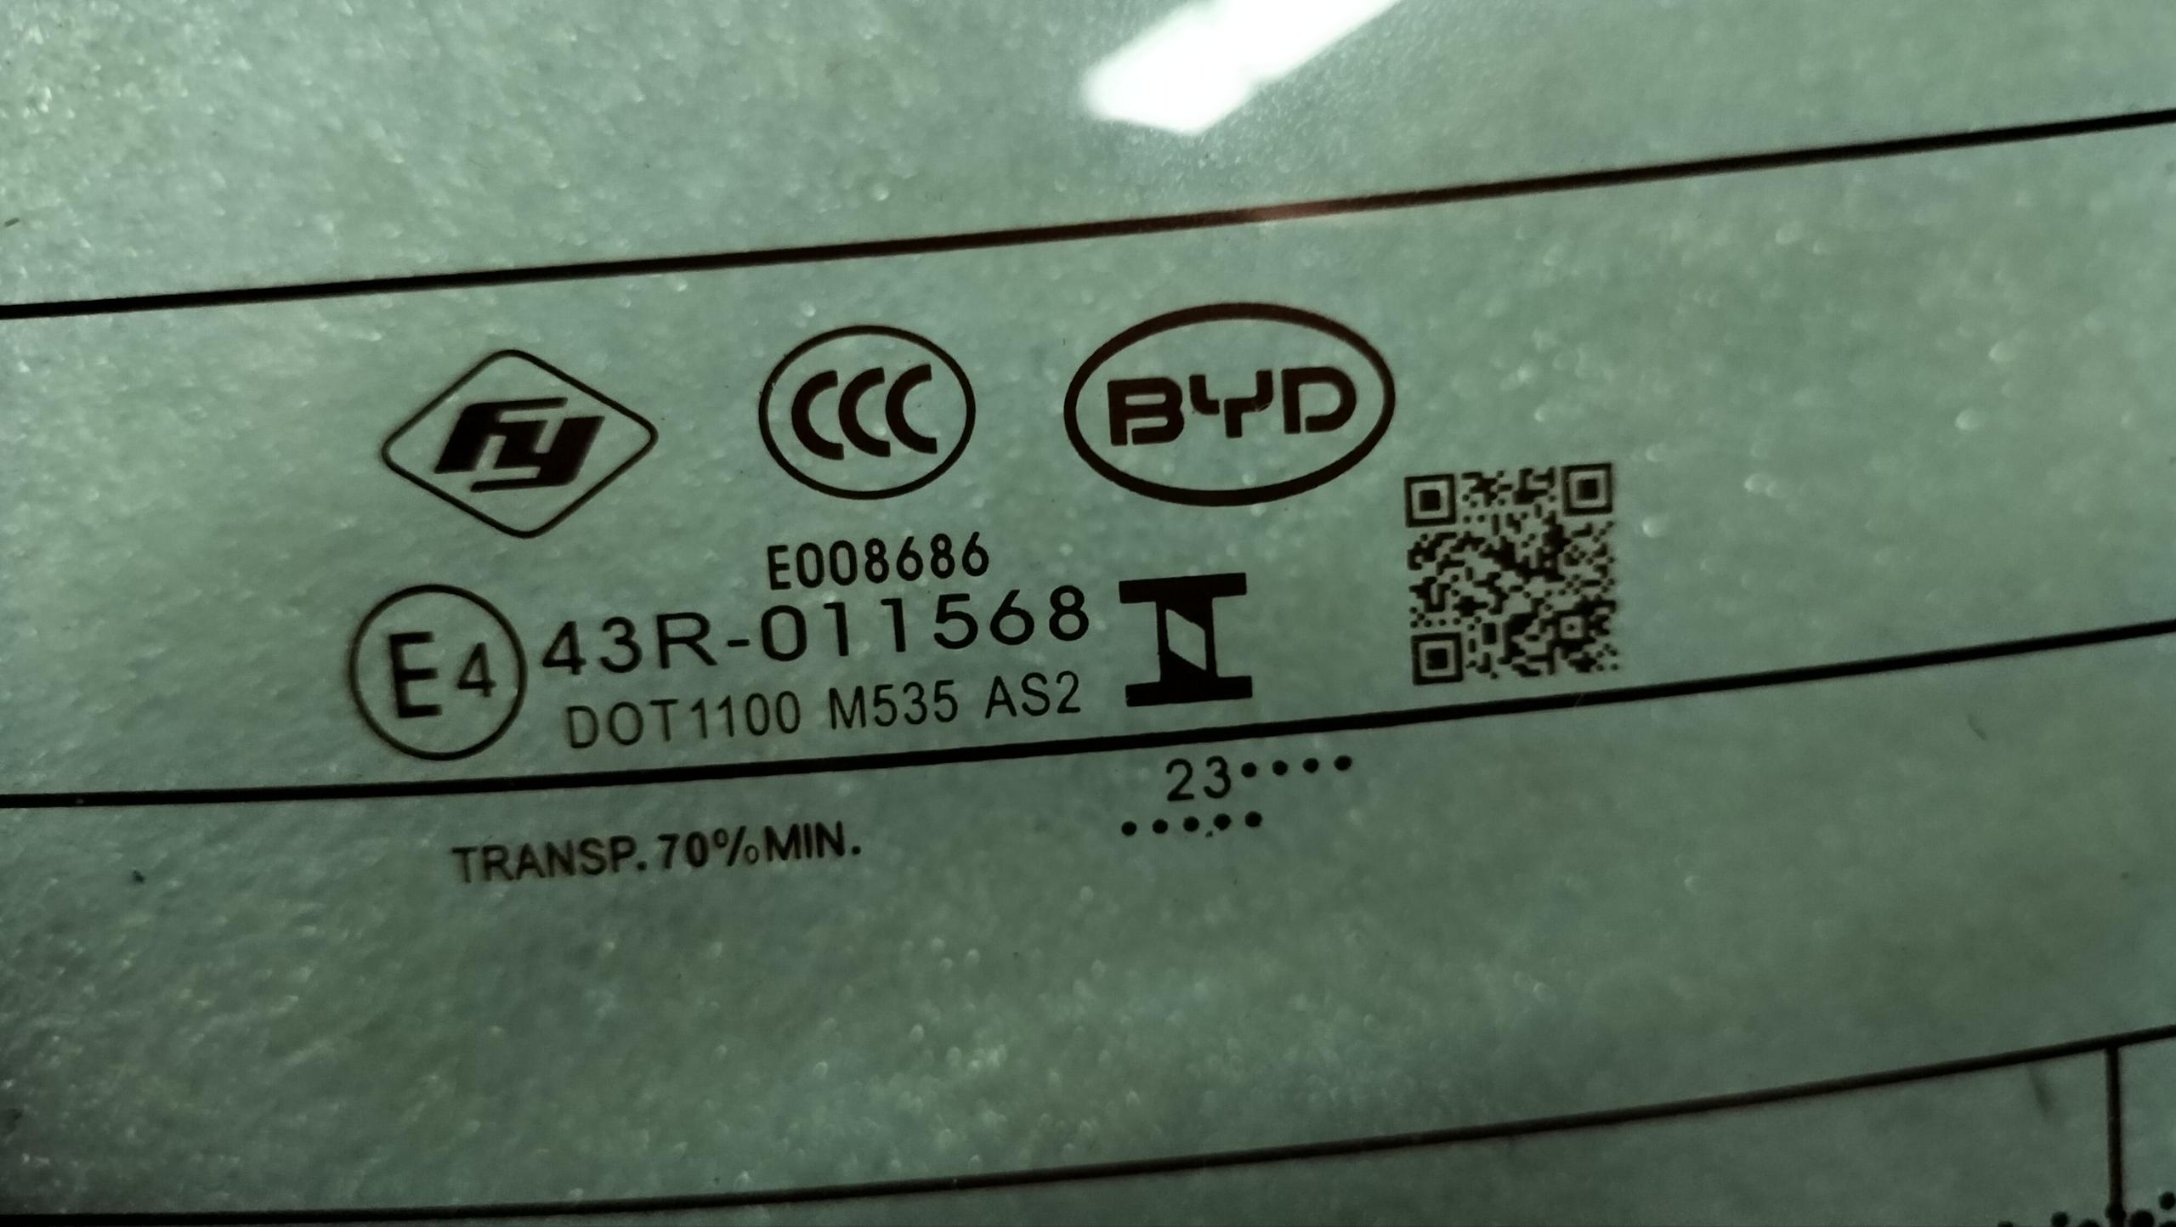 fy CCC BYD
E008686
E4 43R-011568 I
DOT1100 M535 AS2
23••••
•••••
TRANSP. 70%MIN.